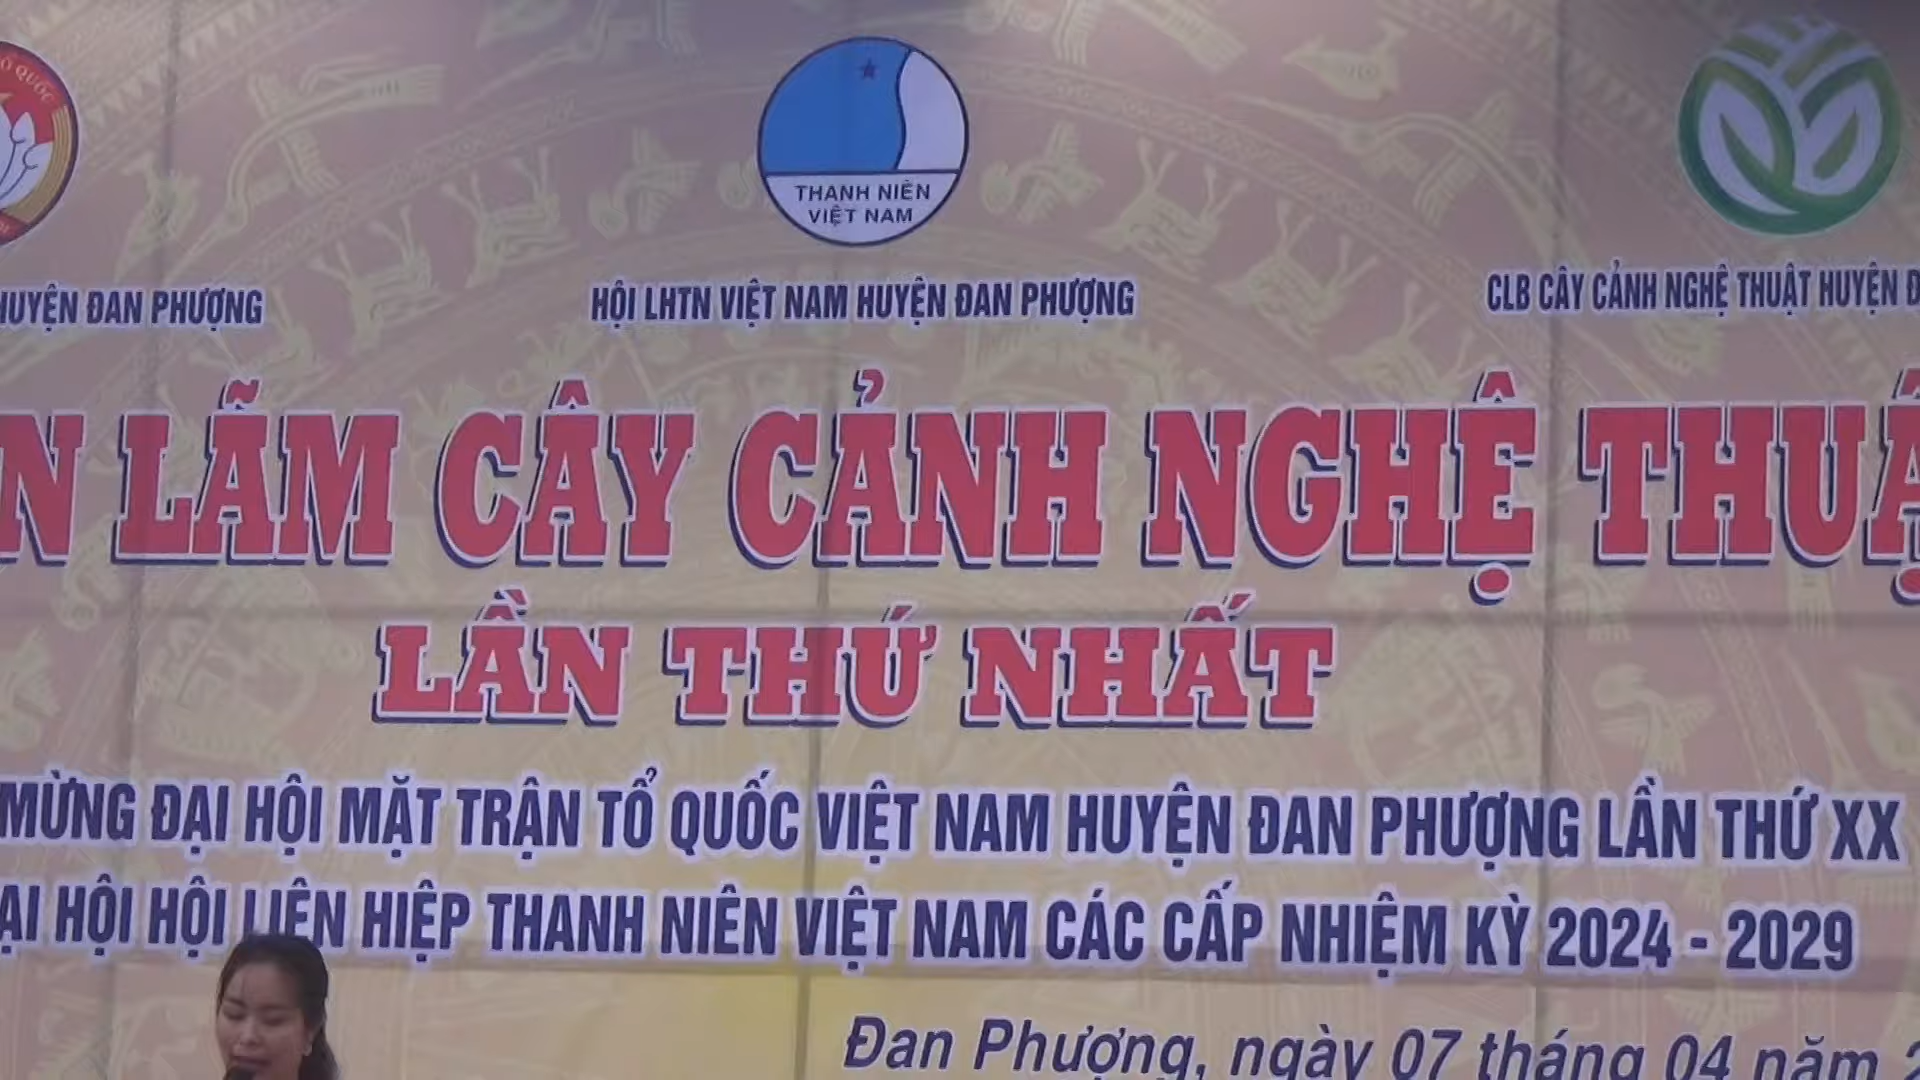 THANH NIÊN
VIỆT NAM
HUYỆN ĐAN PHƯỢNG
HỘI LHTN VIỆT NAM HUYỆN ĐAN PHƯỢNG
CLB CÂY CẢNH NGHỆ THUẬT HUYỆN
LÃM CÂY CẢNH NGHỆ
LẦN THỨ NHẤT
MỪNG ĐẠI HỘI MẶT TRẬN TỔ QUỐC VIỆT NAM HUYỆN ĐAN PHƯỢNG LẦN THỨ XX
HỘI HỘI LIÊN HIỆP THANH NIÊN VIỆT NAM CÁC CẤP NHIỆM KỲ 2024 - 2029
Đan Phượng, ngày 07 tháng 04 năm